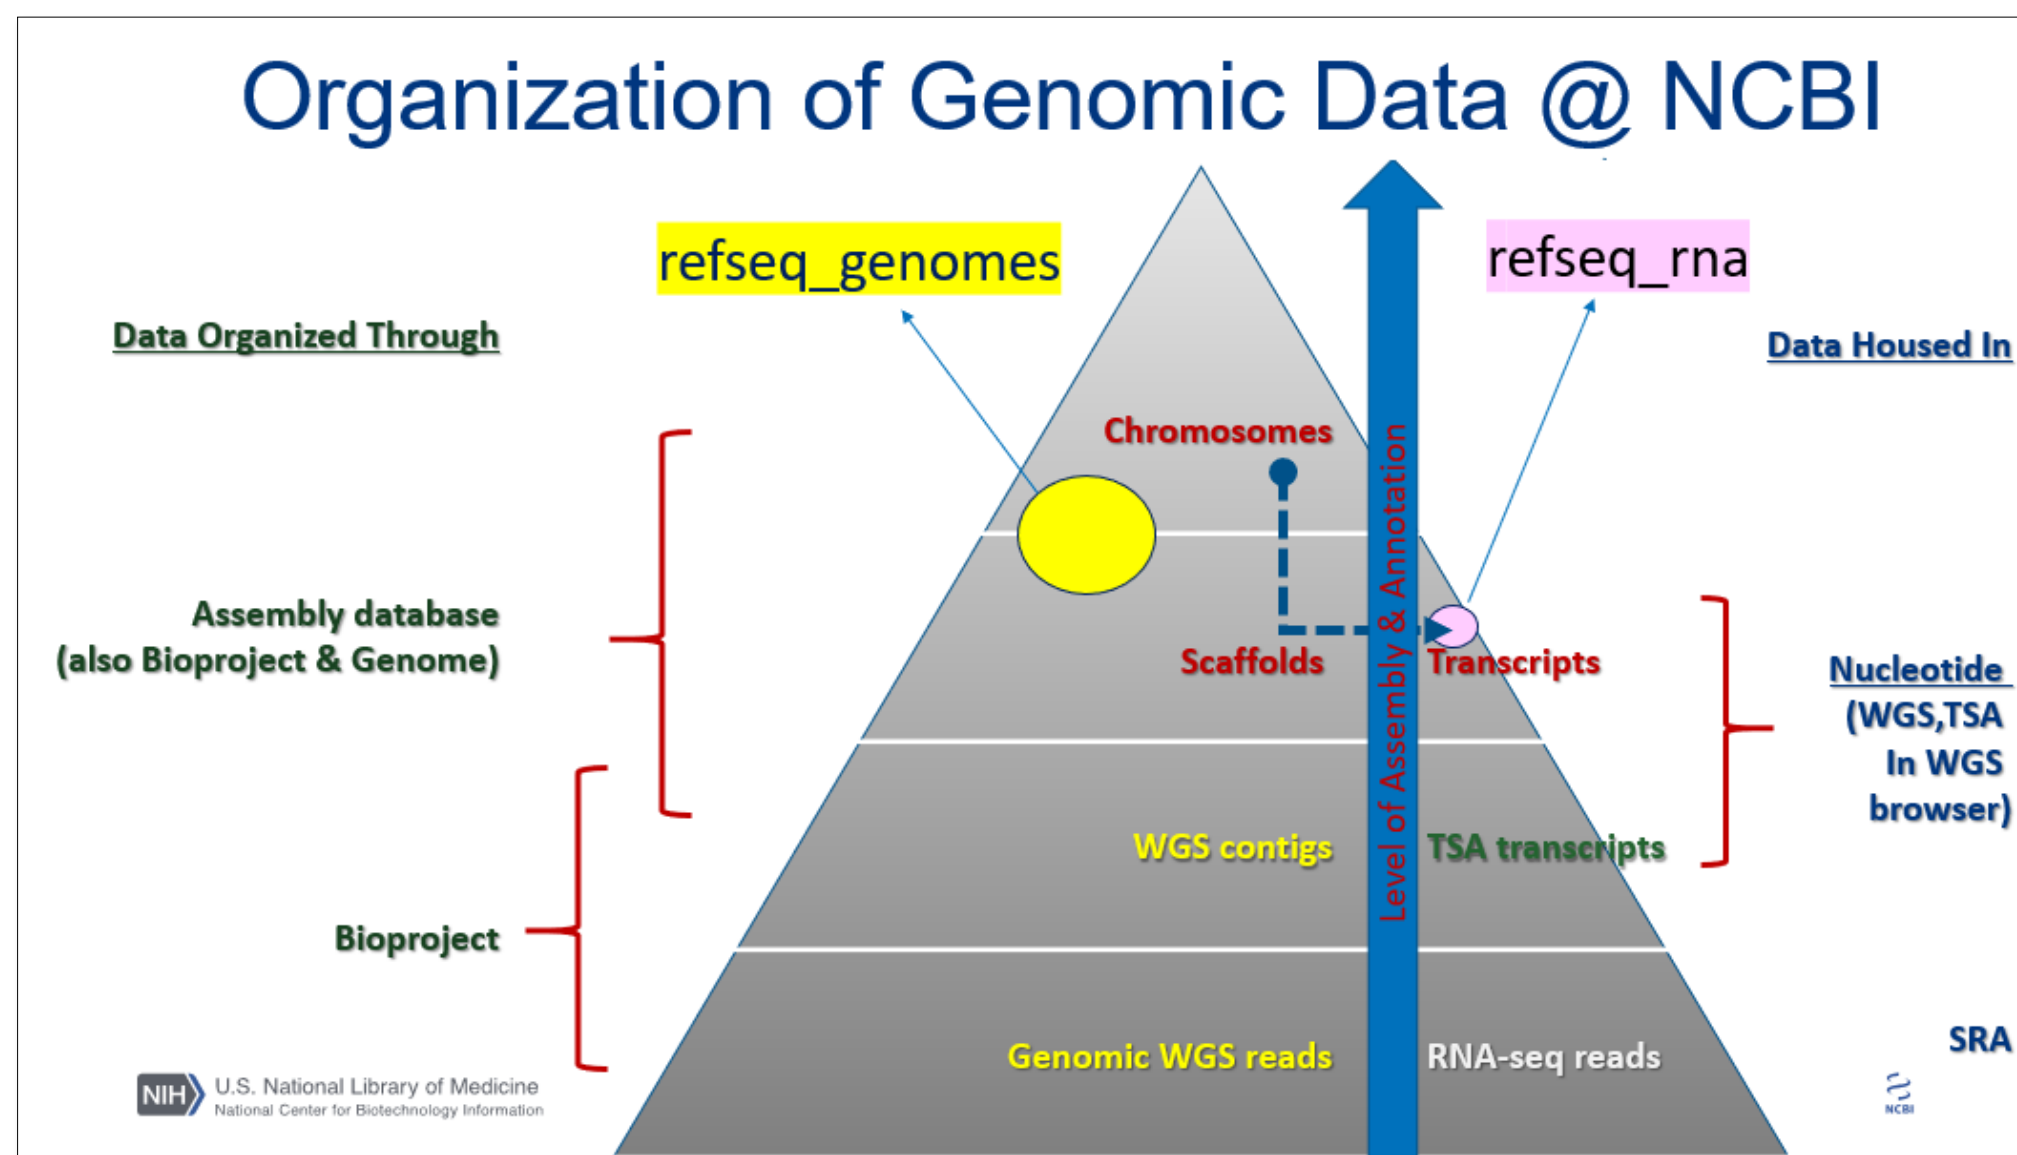 Organization of Genomic Data @ NCBI
refseq_genomes
refseq_rna
Data Organized Through
Data Housed In
Chromosomes
Level of Assembly & Annotation
Assembly database
(also Bioproject & Genome)
Scaffolds
Transcripts
Nucleotide
(WGS,TSA
In WGS
browser)
WGS contigs
TSA transcripts
Bioproject
Genomic WGS reads
RNA-seq reads
SRA
NIH
U.S. National Library of Medicine
National Center for Biotechnology Information
NCBI